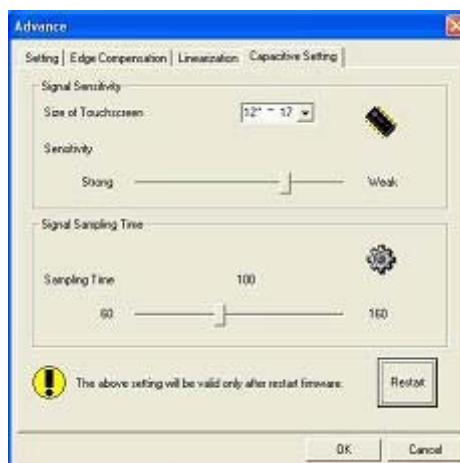 Advance
Setting Edge Compensation Linearization Capacitive Setting
Signal Sensitivity
Size of Touchscreen 12" ~ 17
Sensitivity
Strong Weak
Signal Sampling Time
Sampling Time 100
60 160
The above setting will be valid only after restart firmware. Restart
OK Cancel